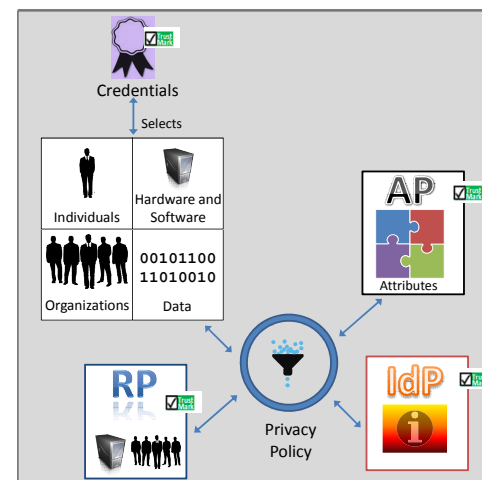 Trust
Mark
Credentials
Selects
Individuals
Hardware and
Software
Organizations
00101100
11010010
Data
AP
Trust
Mark
Attributes
RP
Trust
Mark
Privacy
Policy
IdP
Trust
Mark
i